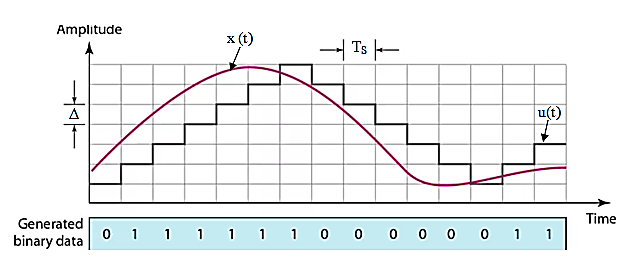 Amplitude
x (t)
Ts
Δ
u(t)
Time
Generated
binary data
0 1 1 1 1 1 1 0 0 0 0 0 0 1 1